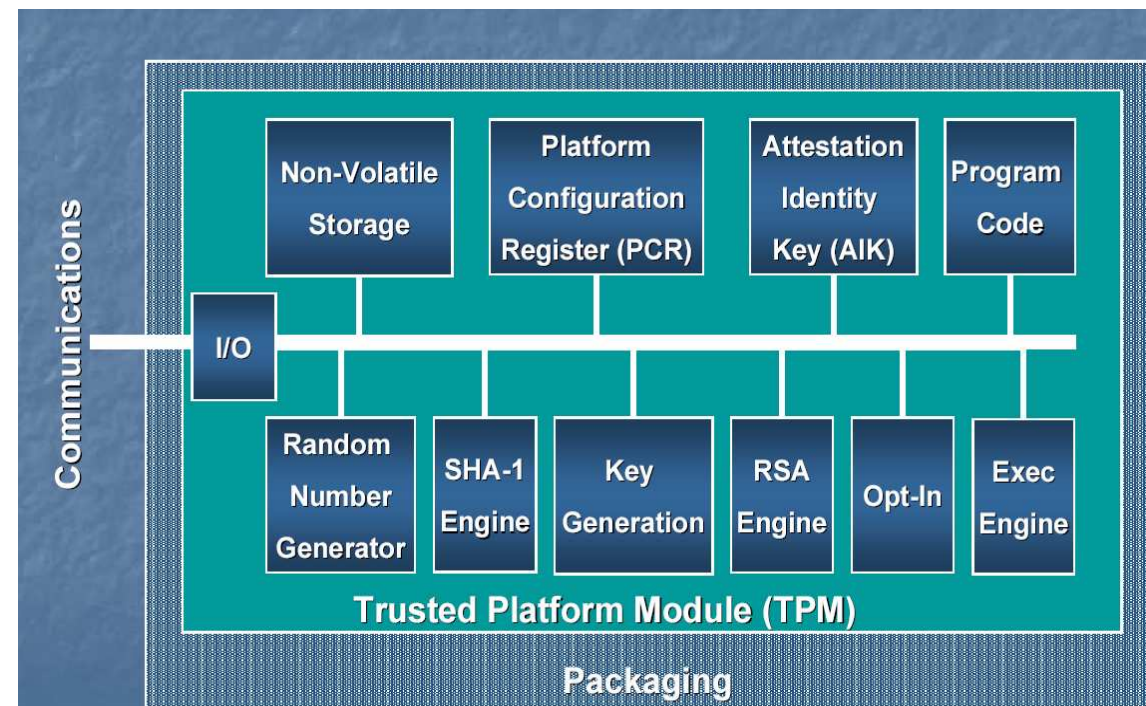 Communications
Non-Volatile
Storage
Platform
Configuration
Register (PCR)
Attestation
Identity
Key (AIK)
Program
Code
I/O
Random
Number
Generator
SHA-1
Engine
Key
Generation
RSA
Engine
Opt-In
Exec
Engine
Trusted Platform Module (TPM)
Packaging